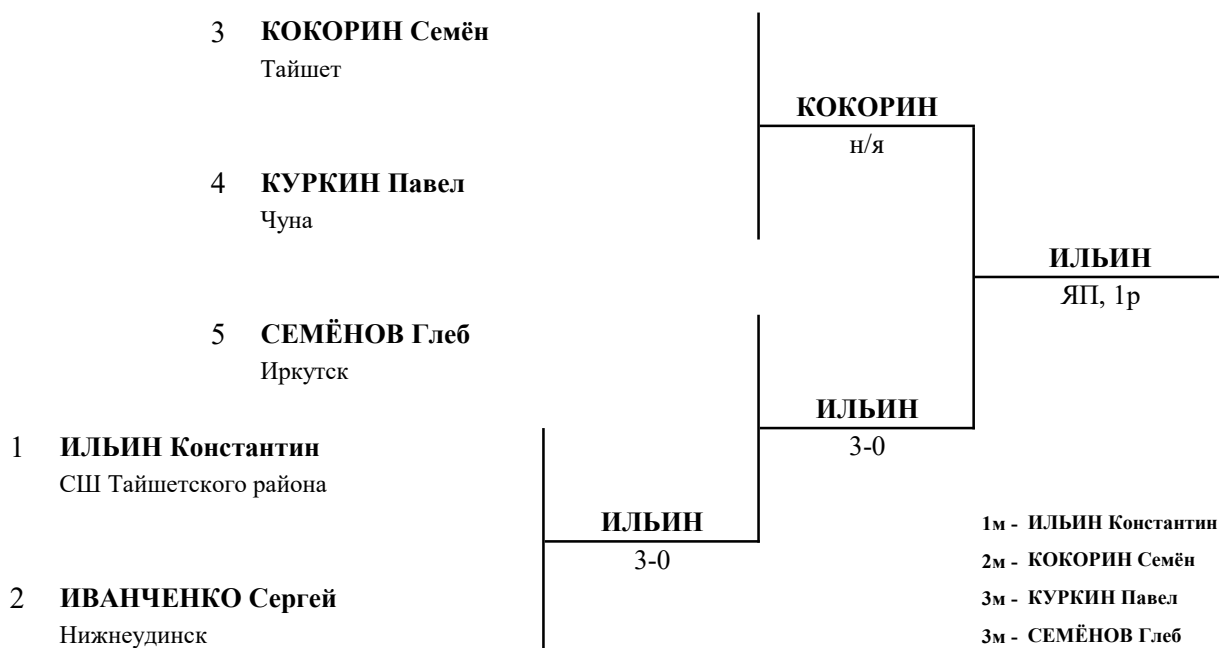 3 КОКОРИН Семён
Тайшет
КОКОРИН
н/я
4 КУРКИН Павел
Чуна
ИЛЬИН
ЯП, 1р
5 СЕМЁНОВ Глеб
Иркутск
ИЛЬИН
3-0
1 ИЛЬИН Константин
СШ Тайшетского района
ИЛЬИН
3-0
2 ИВАНЧЕНКО Сергей
Нижнеудинск
1м - ИЛЬИН Константин
2м - КОКОРИН Семён
3м - КУРКИН Павел
3м - СЕМЁНОВ Глеб